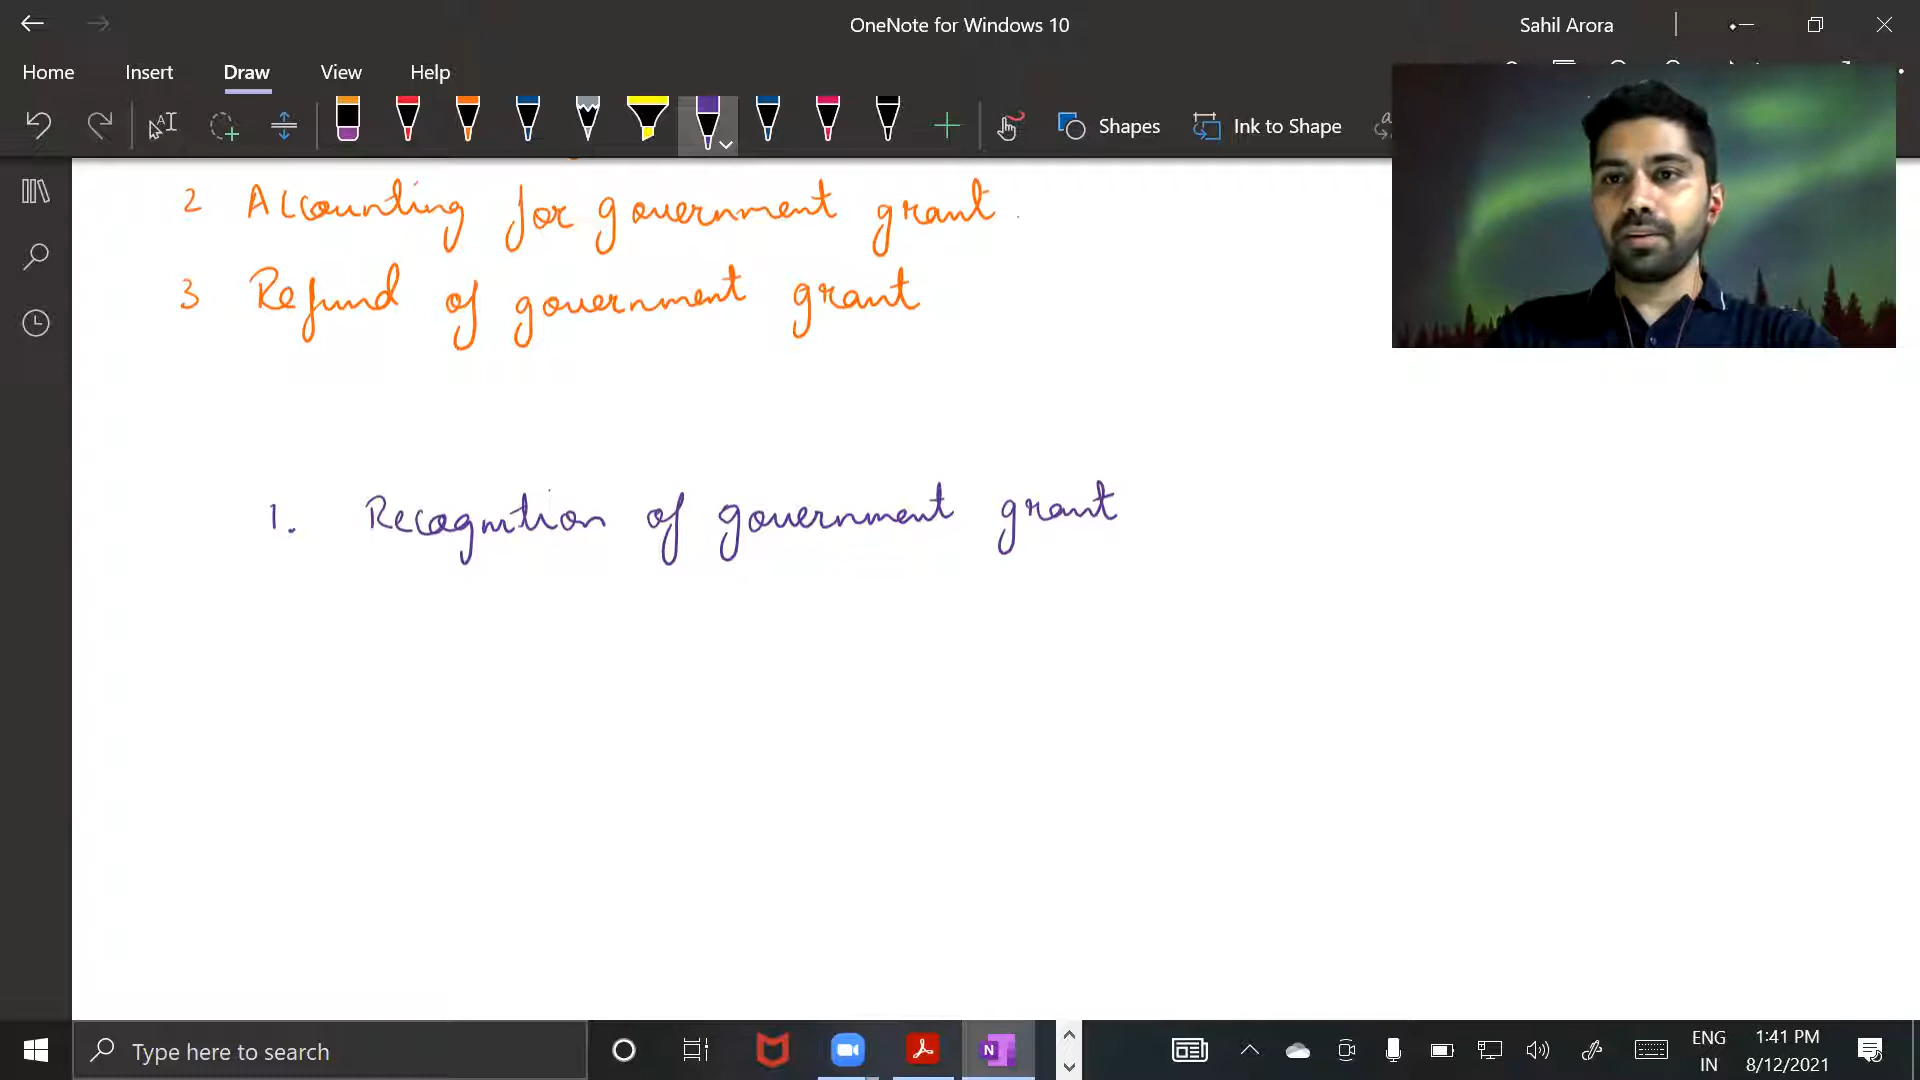 OneNote for Windows 10
Sahil Arora
Home Insert Draw View Help
Shapes Ink to Shape
2 Accounting for government grant.
3 Refund of government grant
1. Recognition of government grant
Type here to search
ENG
IN
1:41 PM
8/12/2021